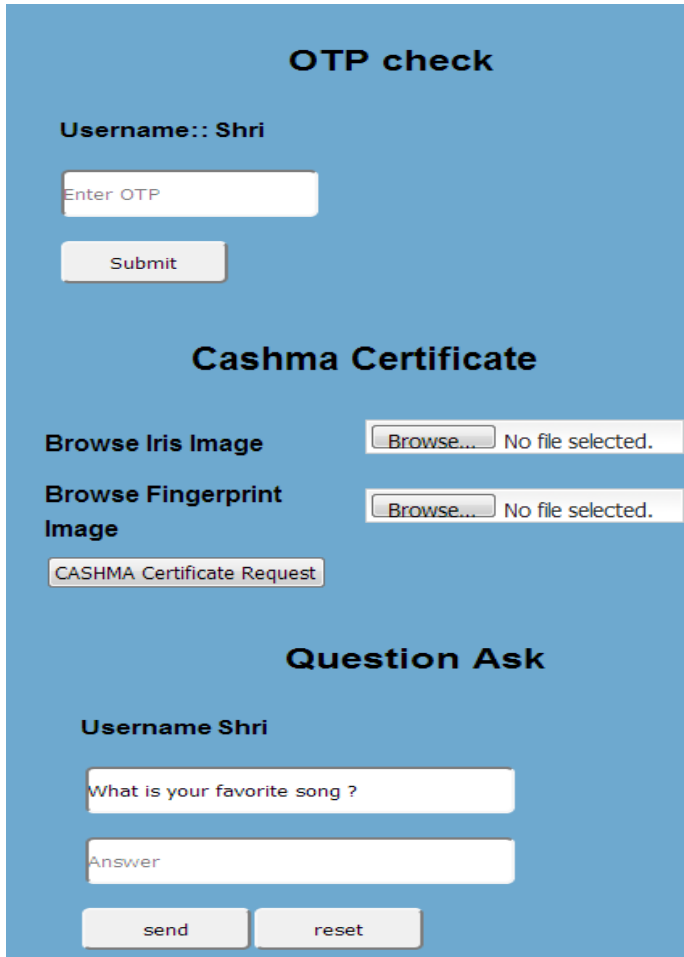 OTP check
Username:: Shri
Enter OTP
Submit
Cashma Certificate
Browse Iris Image
Browse... No file selected.
Browse Fingerprint
Image
Browse... No file selected.
CASHMA Certificate Request
Question Ask
Username Shri
What is your favorite song ?
Answer
send reset